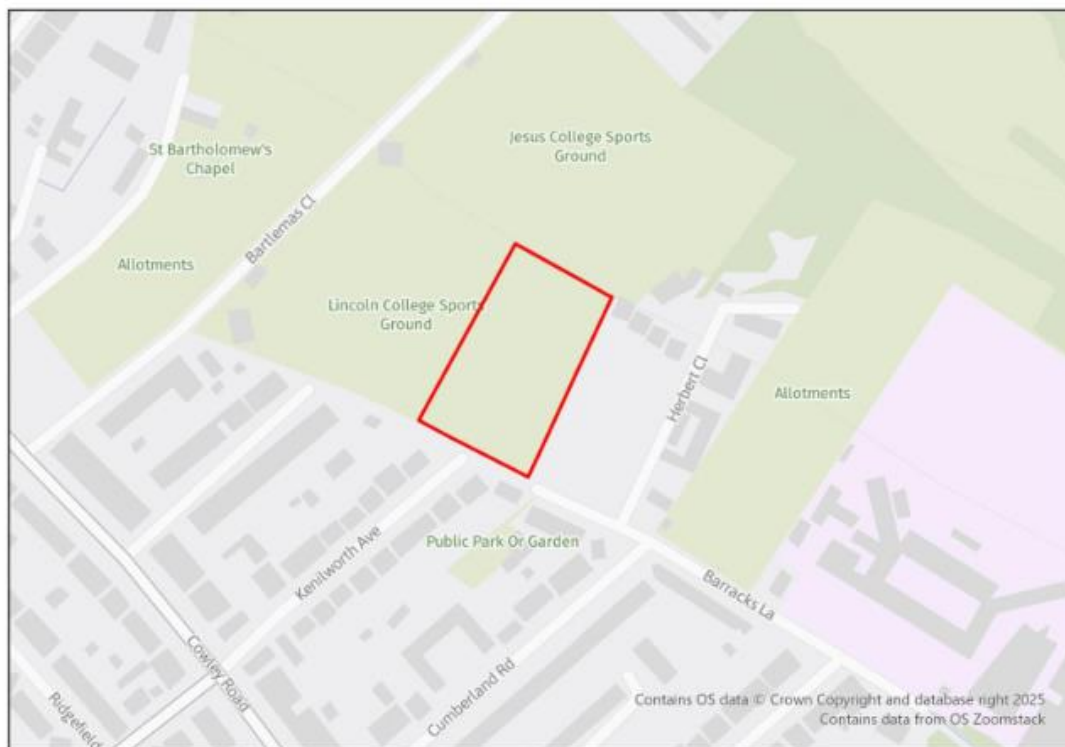 Jesus College Sports
Ground
St Bartholomew's
Chapel
Bartlemas Cl
Allotments
Lincoln College Sports
Ground
Herbert Cl
Allotments
Public Park Or Garden
Kenilworth Ave
Barracks La
Cowley Road
Cumberland Rd
Ridgefield
Contains OS data © Crown Copyright and database right 2025
Contains data from OS Zoomstack